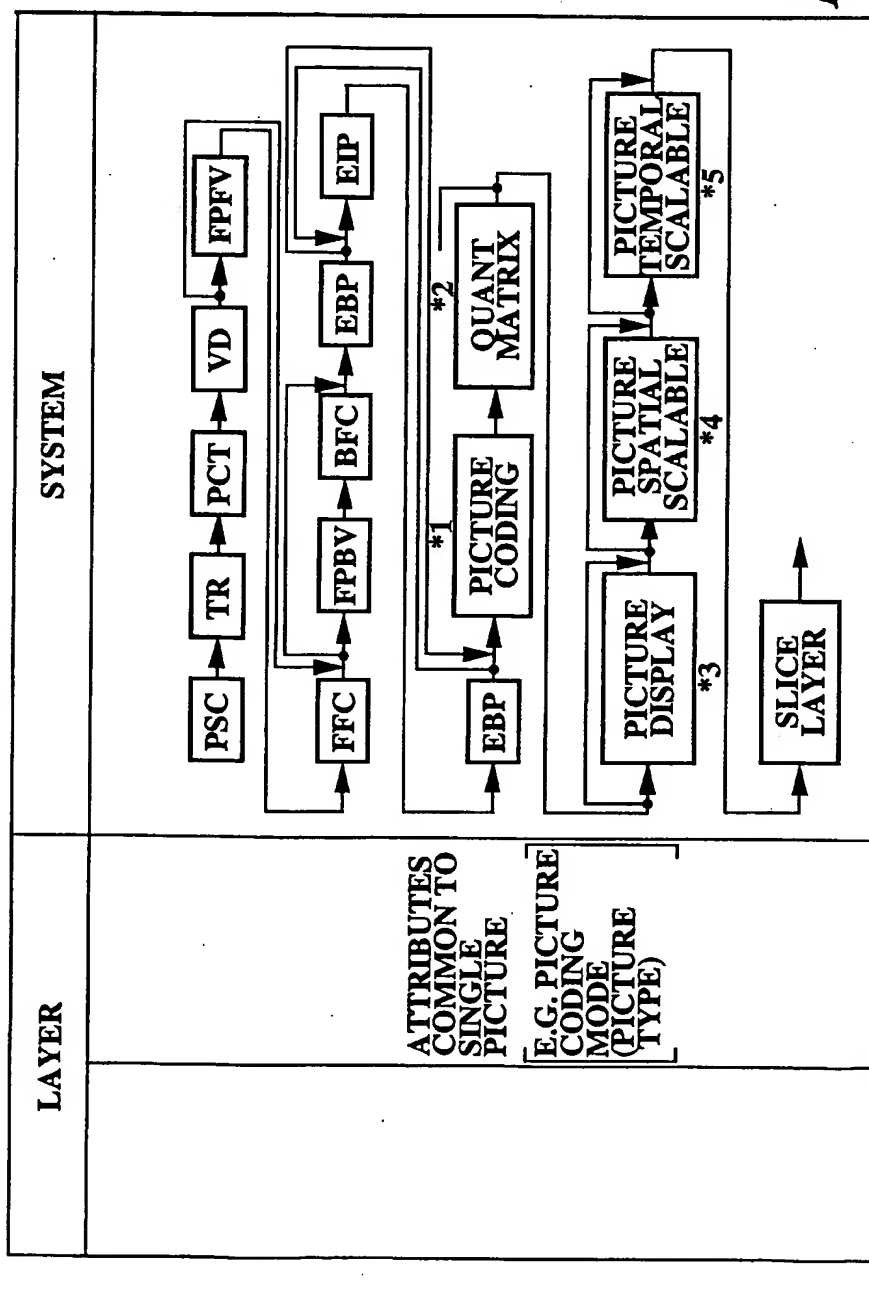 LAYER
SYSTEM
ATTRIBUTES
COMMON TO
SINGLE
PICTURE
E.G. PICTURE
CODING
MODE
(PICTURE
TYPE)
PSC
TR
PCT
VD
FPFV
FFC
FPBV
BFC
EBP
EIP
EBP
*1
PICTURE
CODING
*2
QUANT
MATRIX
PICTURE
DISPLAY
*3
PICTURE
SPATIAL
SCALABLE
*4
PICTURE
TEMPORAL
SCALABLE
*5
SLICE
LAYER